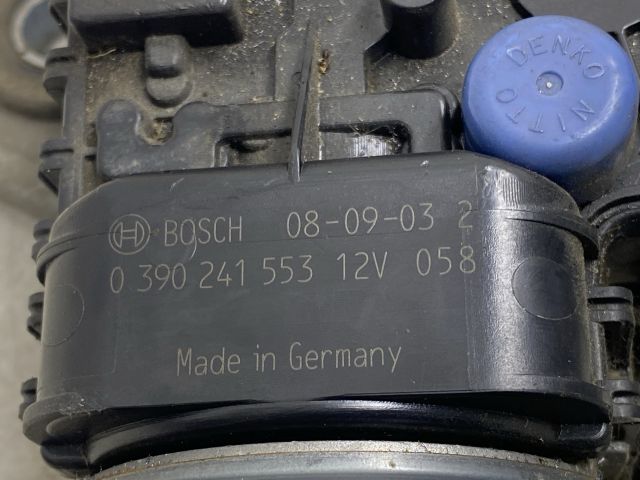 NITTO DENKO
BOSCH 08-09-03 2
0 390 241 553 12V 058
Made in Germany